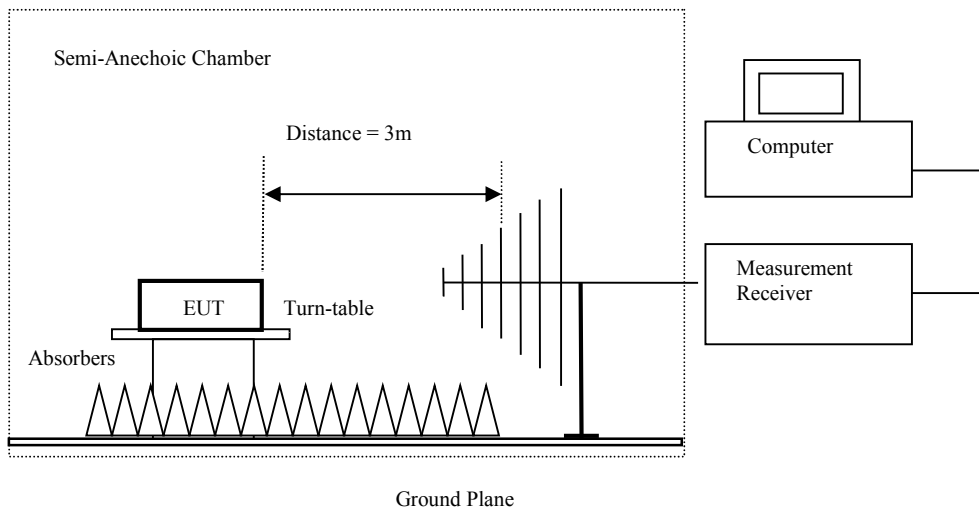 Semi-Anechoic Chamber
Distance = 3m
Computer
Measurement
Receiver
EUT
Turn-table
Absorbers
Ground Plane